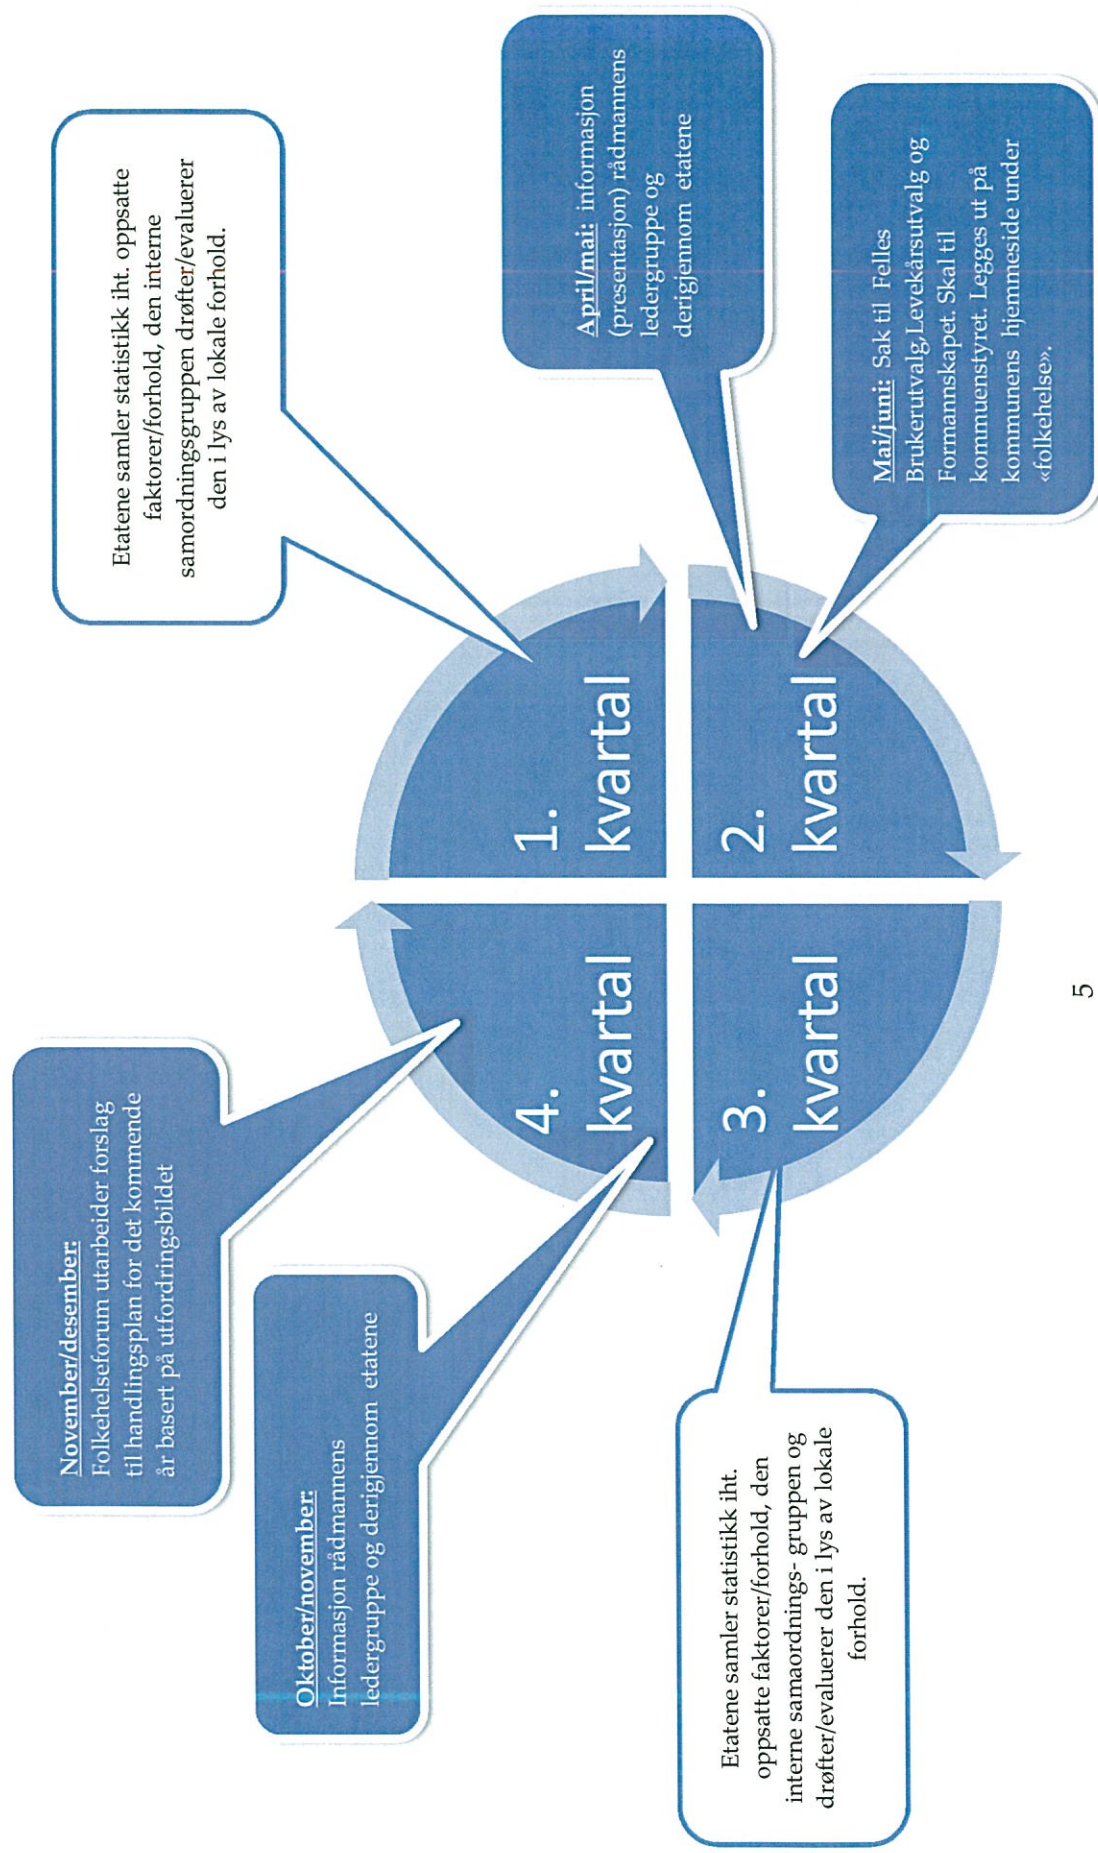 November/desember:
Folkehelseforum utarbeider forslag
til handlingsplan for det kommende
år basert på utfordringsbildet
Etatene samler statistikk iht. oppsatte
faktorer/forhold, den interne
samordningsgruppen drøfter/evaluerer
den i lys av lokale forhold.
Oktober/november:
Informasjon rådmannens
ledergruppe og derigjennom etatene
4.
kvartal
1.
kvartal
April/mai: informasjon
(presentasjon) rådmannens
ledergruppe og
derigjennom etatene
3.
kvartal
2.
kvartal
Etatene samler statistikk iht.
oppsatte faktorer/forhold, den
interne samaordnings- gruppen og
drøfter/evaluerer den i lys av lokale
forhold.
Mai/juni: Sak til Felles
Brukerutvalg,Levekårsutvalg og
Formannskapet. Skal til
kommuenstyret. Legges ut på
kommunens hjemmeside under
«folkehelse».
5